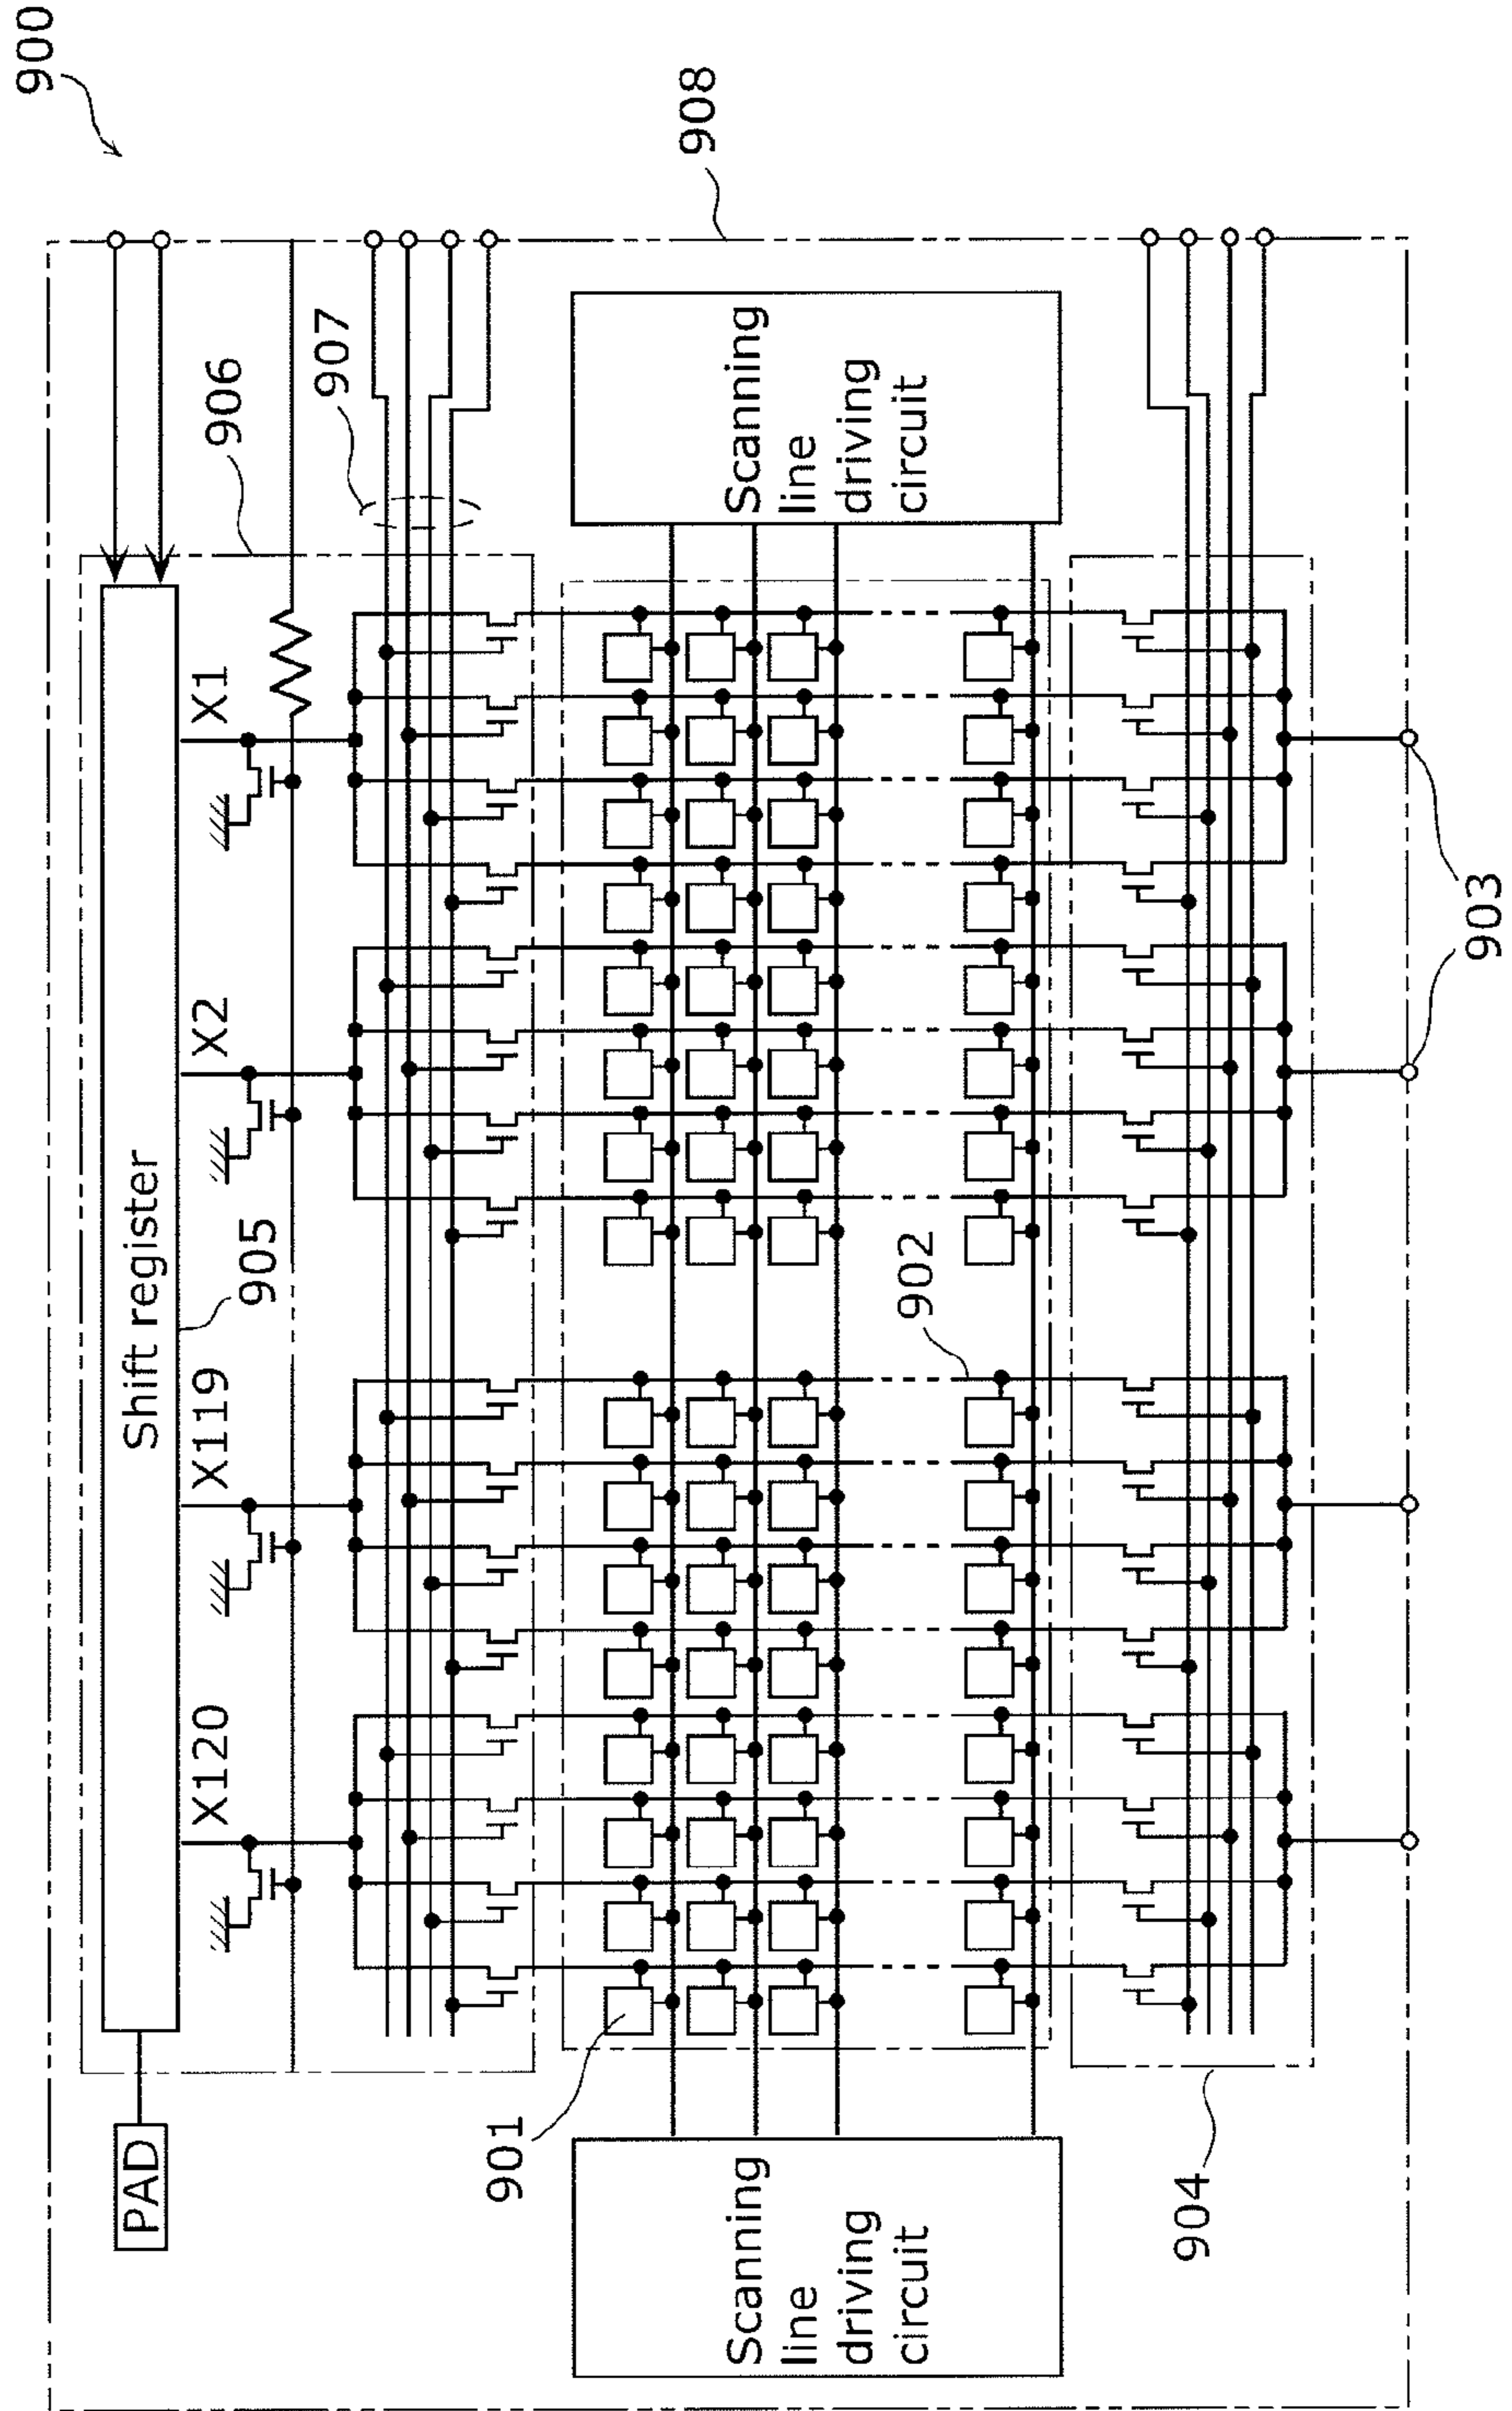 900
908
907
906
X1
X2
Shift register
905
X119
X120
PAD
Scanning
line
driving
circuit
902
903
901
Scanning
line
driving
circuit
904